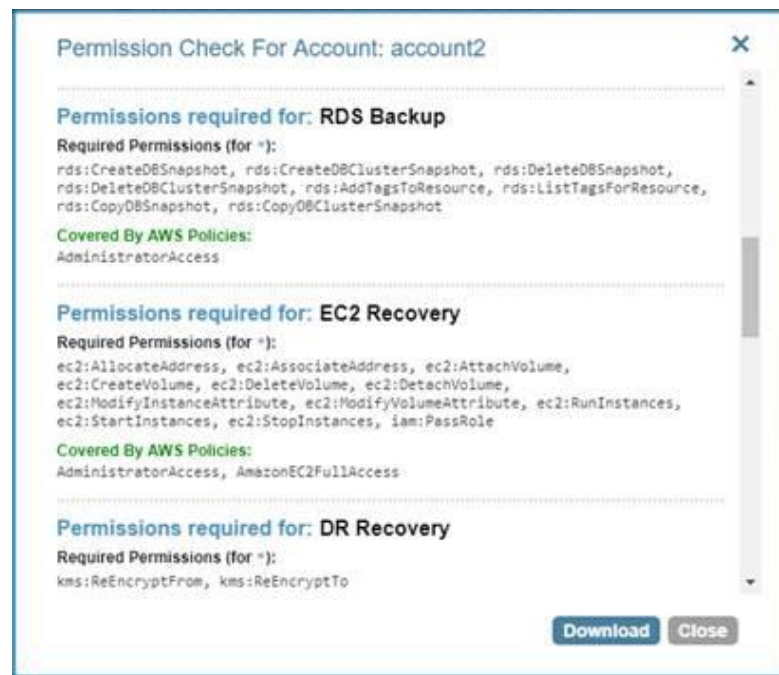 Permission Check For Account: account2
×
Permissions required for: RDS Backup
Required Permissions (for *):
rds:CreateDBSnapshot, rds:CreateDBClusterSnapshot, rds:DeleteDBSnapshot,
rds:DeleteDBClusterSnapshot, rds:AddTagsToResource, rds:ListTagsForResource,
rds:CopyDBSnapshot, rds:CopyDBClusterSnapshot
Covered By AWS Policies:
AdministratorAccess
Permissions required for: EC2 Recovery
Required Permissions (for *):
ec2:AllocateAddress, ec2:AssociateAddress, ec2:AttachVolume,
ec2:CreateVolume, ec2:DeleteVolume, ec2:DetachVolume,
ec2:ModifyInstanceAttribute, ec2:ModifyVolumeAttribute, ec2:RunInstances,
ec2:StartInstances, ec2:StopInstances, iam:PassRole
Covered By AWS Policies:
AdministratorAccess, AmazonEC2FullAccess
Permissions required for: DR Recovery
Required Permissions (for *):
kms:ReEncryptFrom, kms:ReEncryptTo
Download Close